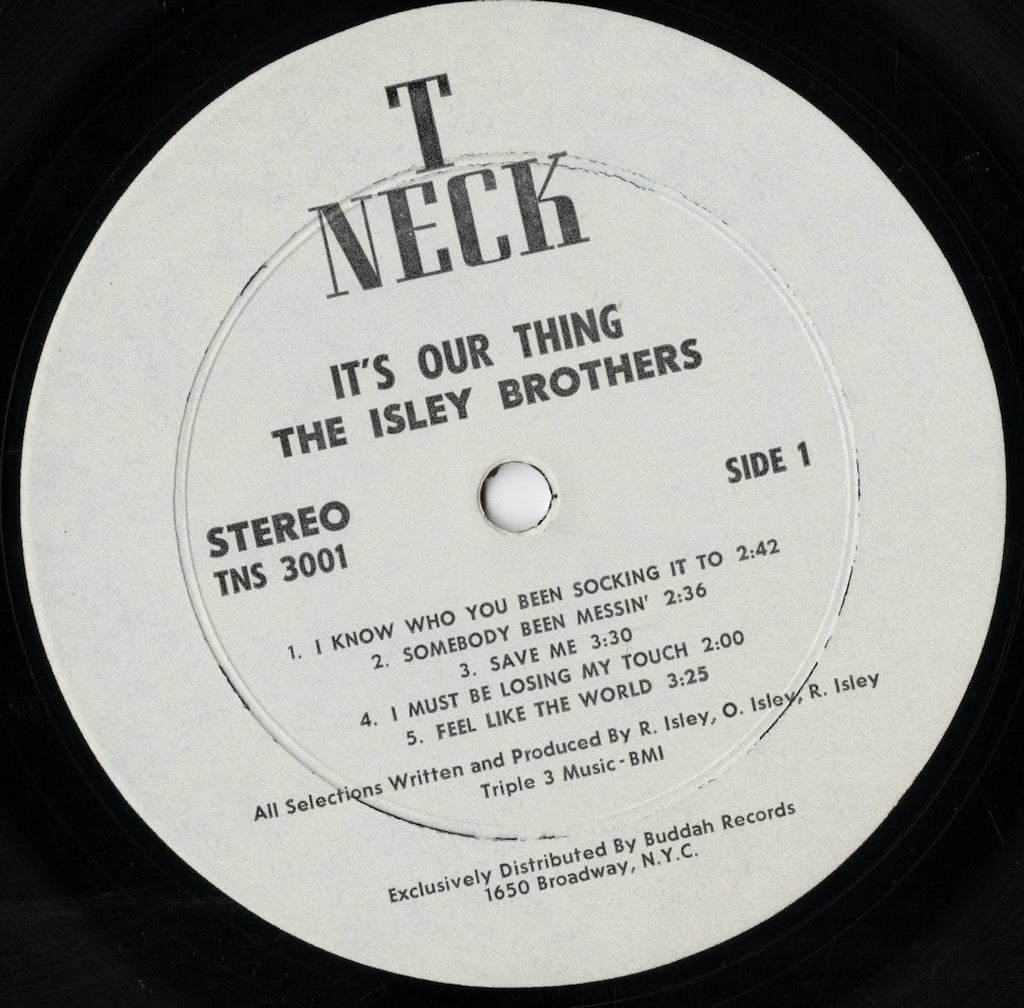 T
NECK
IT'S OUR THING
THE ISLEY BROTHERS
SIDE 1
STEREO
TNS 3001
1. I KNOW WHO YOU BEEN SOCKING IT TO 2:42
2. SOMEBODY BEEN MESSIN' 2:36
3. SAVE ME 3:30
4. I MUST BE LOSING MY TOUCH 2:00
5. FEEL LIKE THE WORLD 3:25
All Selections Written and Produced By R. Isley, O. Isley, R. Isley
Triple 3 Music-BMI
Exclusively Distributed By Buddah Records
1650 Broadway, N.Y.C.